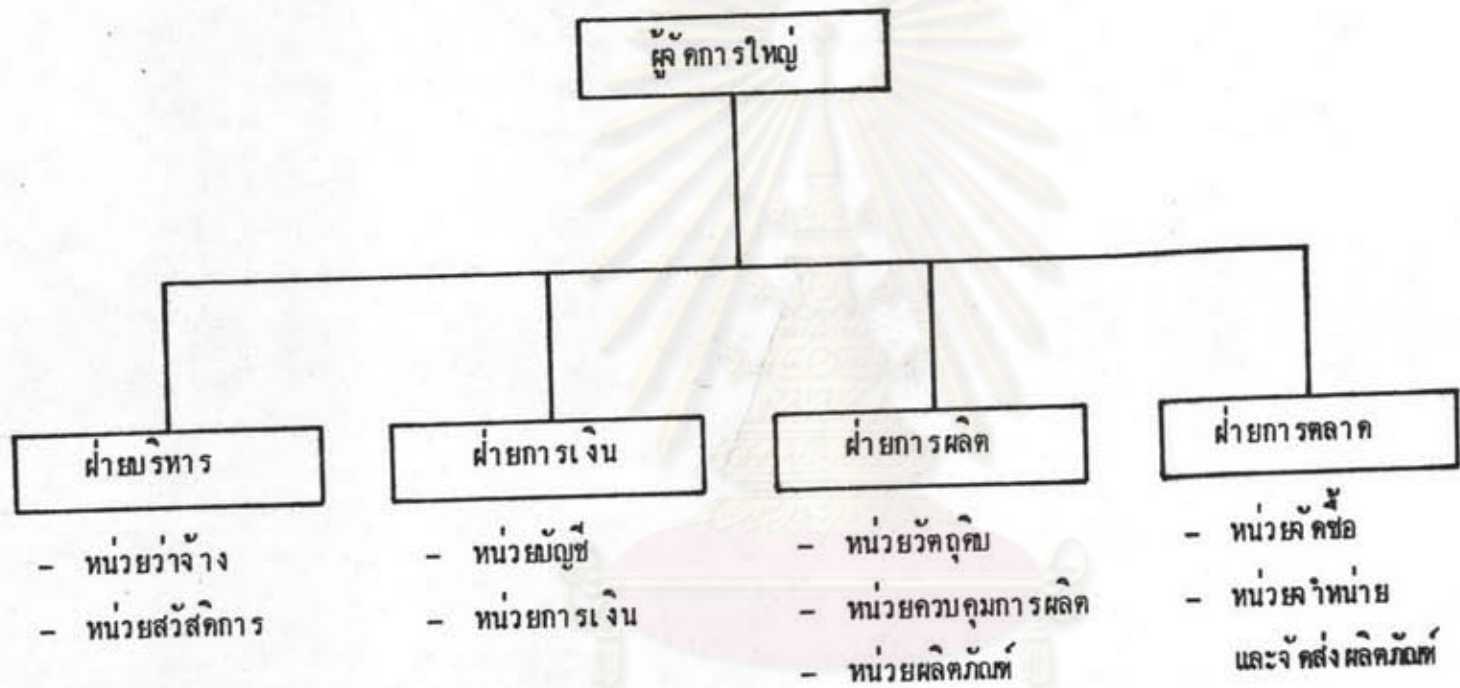 ผู้จัดการใหญ่
ฝ่ายบริหาร
- หน่วยว่าจ้าง
- หน่วยสวัสดิการ
ฝ่ายการเงิน
- หน่วยบัญชี
- หน่วยการเงิน
ฝ่ายการผลิต
- หน่วยวัตถุดิบ
- หน่วยควบคุมการผลิต
- หน่วยผลิตภัณฑ์
ฝ่ายการตลาด
- หน่วยจัดซื้อ
- หน่วยจำหน่าย
และจัดส่งผลิตภัณฑ์